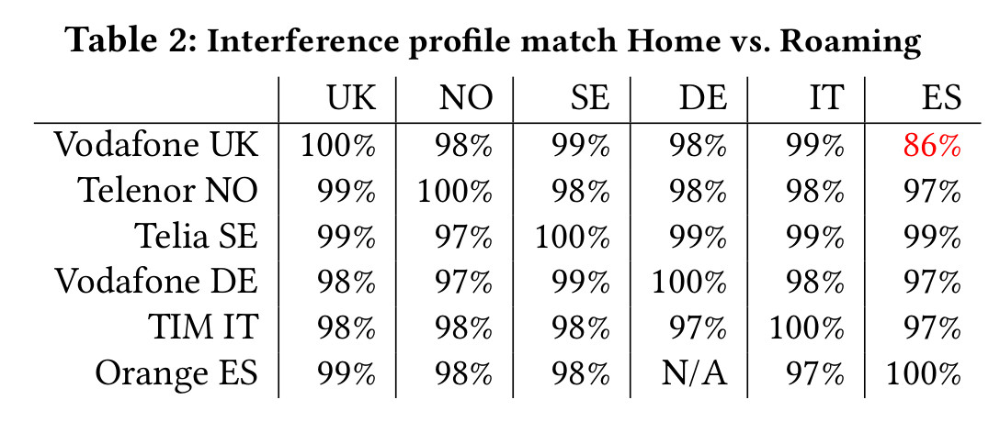 Table 2: Interference profile match Home vs. Roaming
UK NO SE DE IT ES
Vodafone UK 100% 98% 99% 98% 99% 86%
Telenor NO 99% 100% 98% 98% 98% 97%
Telia SE 99% 97% 100% 99% 99% 99%
Vodafone DE 98% 97% 99% 100% 98% 97%
TIM IT 98% 98% 98% 97% 100% 97%
Orange ES 99% 98% 98% N/A 97% 100%